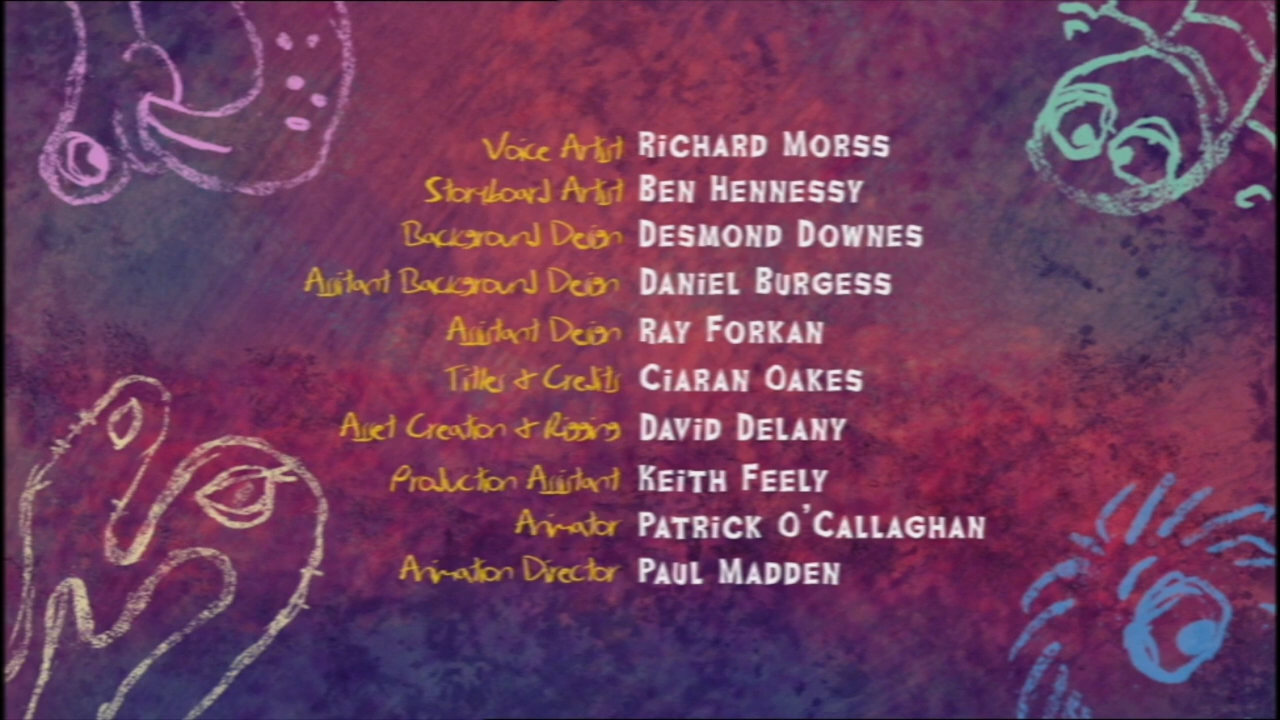 Voice Artist RiCHARD MORSS
Storyboard Artist BEN HENNESSY
Background Design DESMOND DOWNES
Assitant Background Design DANiEL BURGESS
Assistant Design RAY FORKAN
Titles & Credits CiARAN OAKES
Asset Creation & Rigging DAViD DELANY
Production Assistant KEiTH FEELY
Animator PATRiCK O'CALLAGHAN
Animation Director PAUL MADDEN